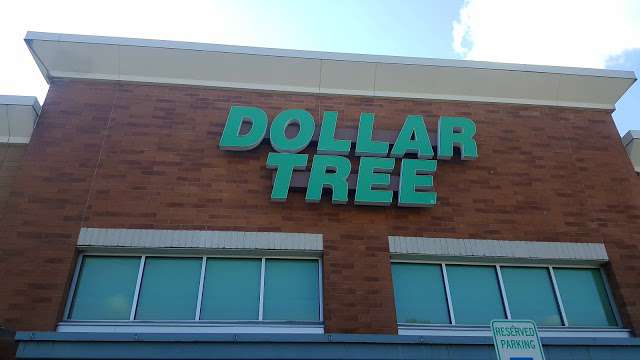 DOLLAR
TREE
RESERVED
PARKING